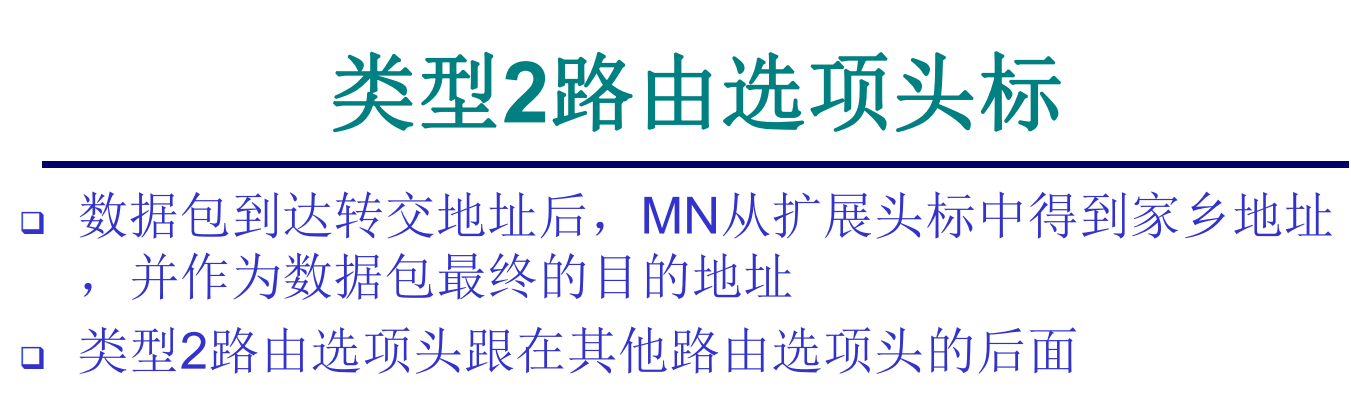 类型2路由选项头标
数据包到达转交地址后，MN从扩展头标中得到家乡地址
，并作为数据包最终的目的地址
类型2路由选项头跟在其他路由选项头的后面